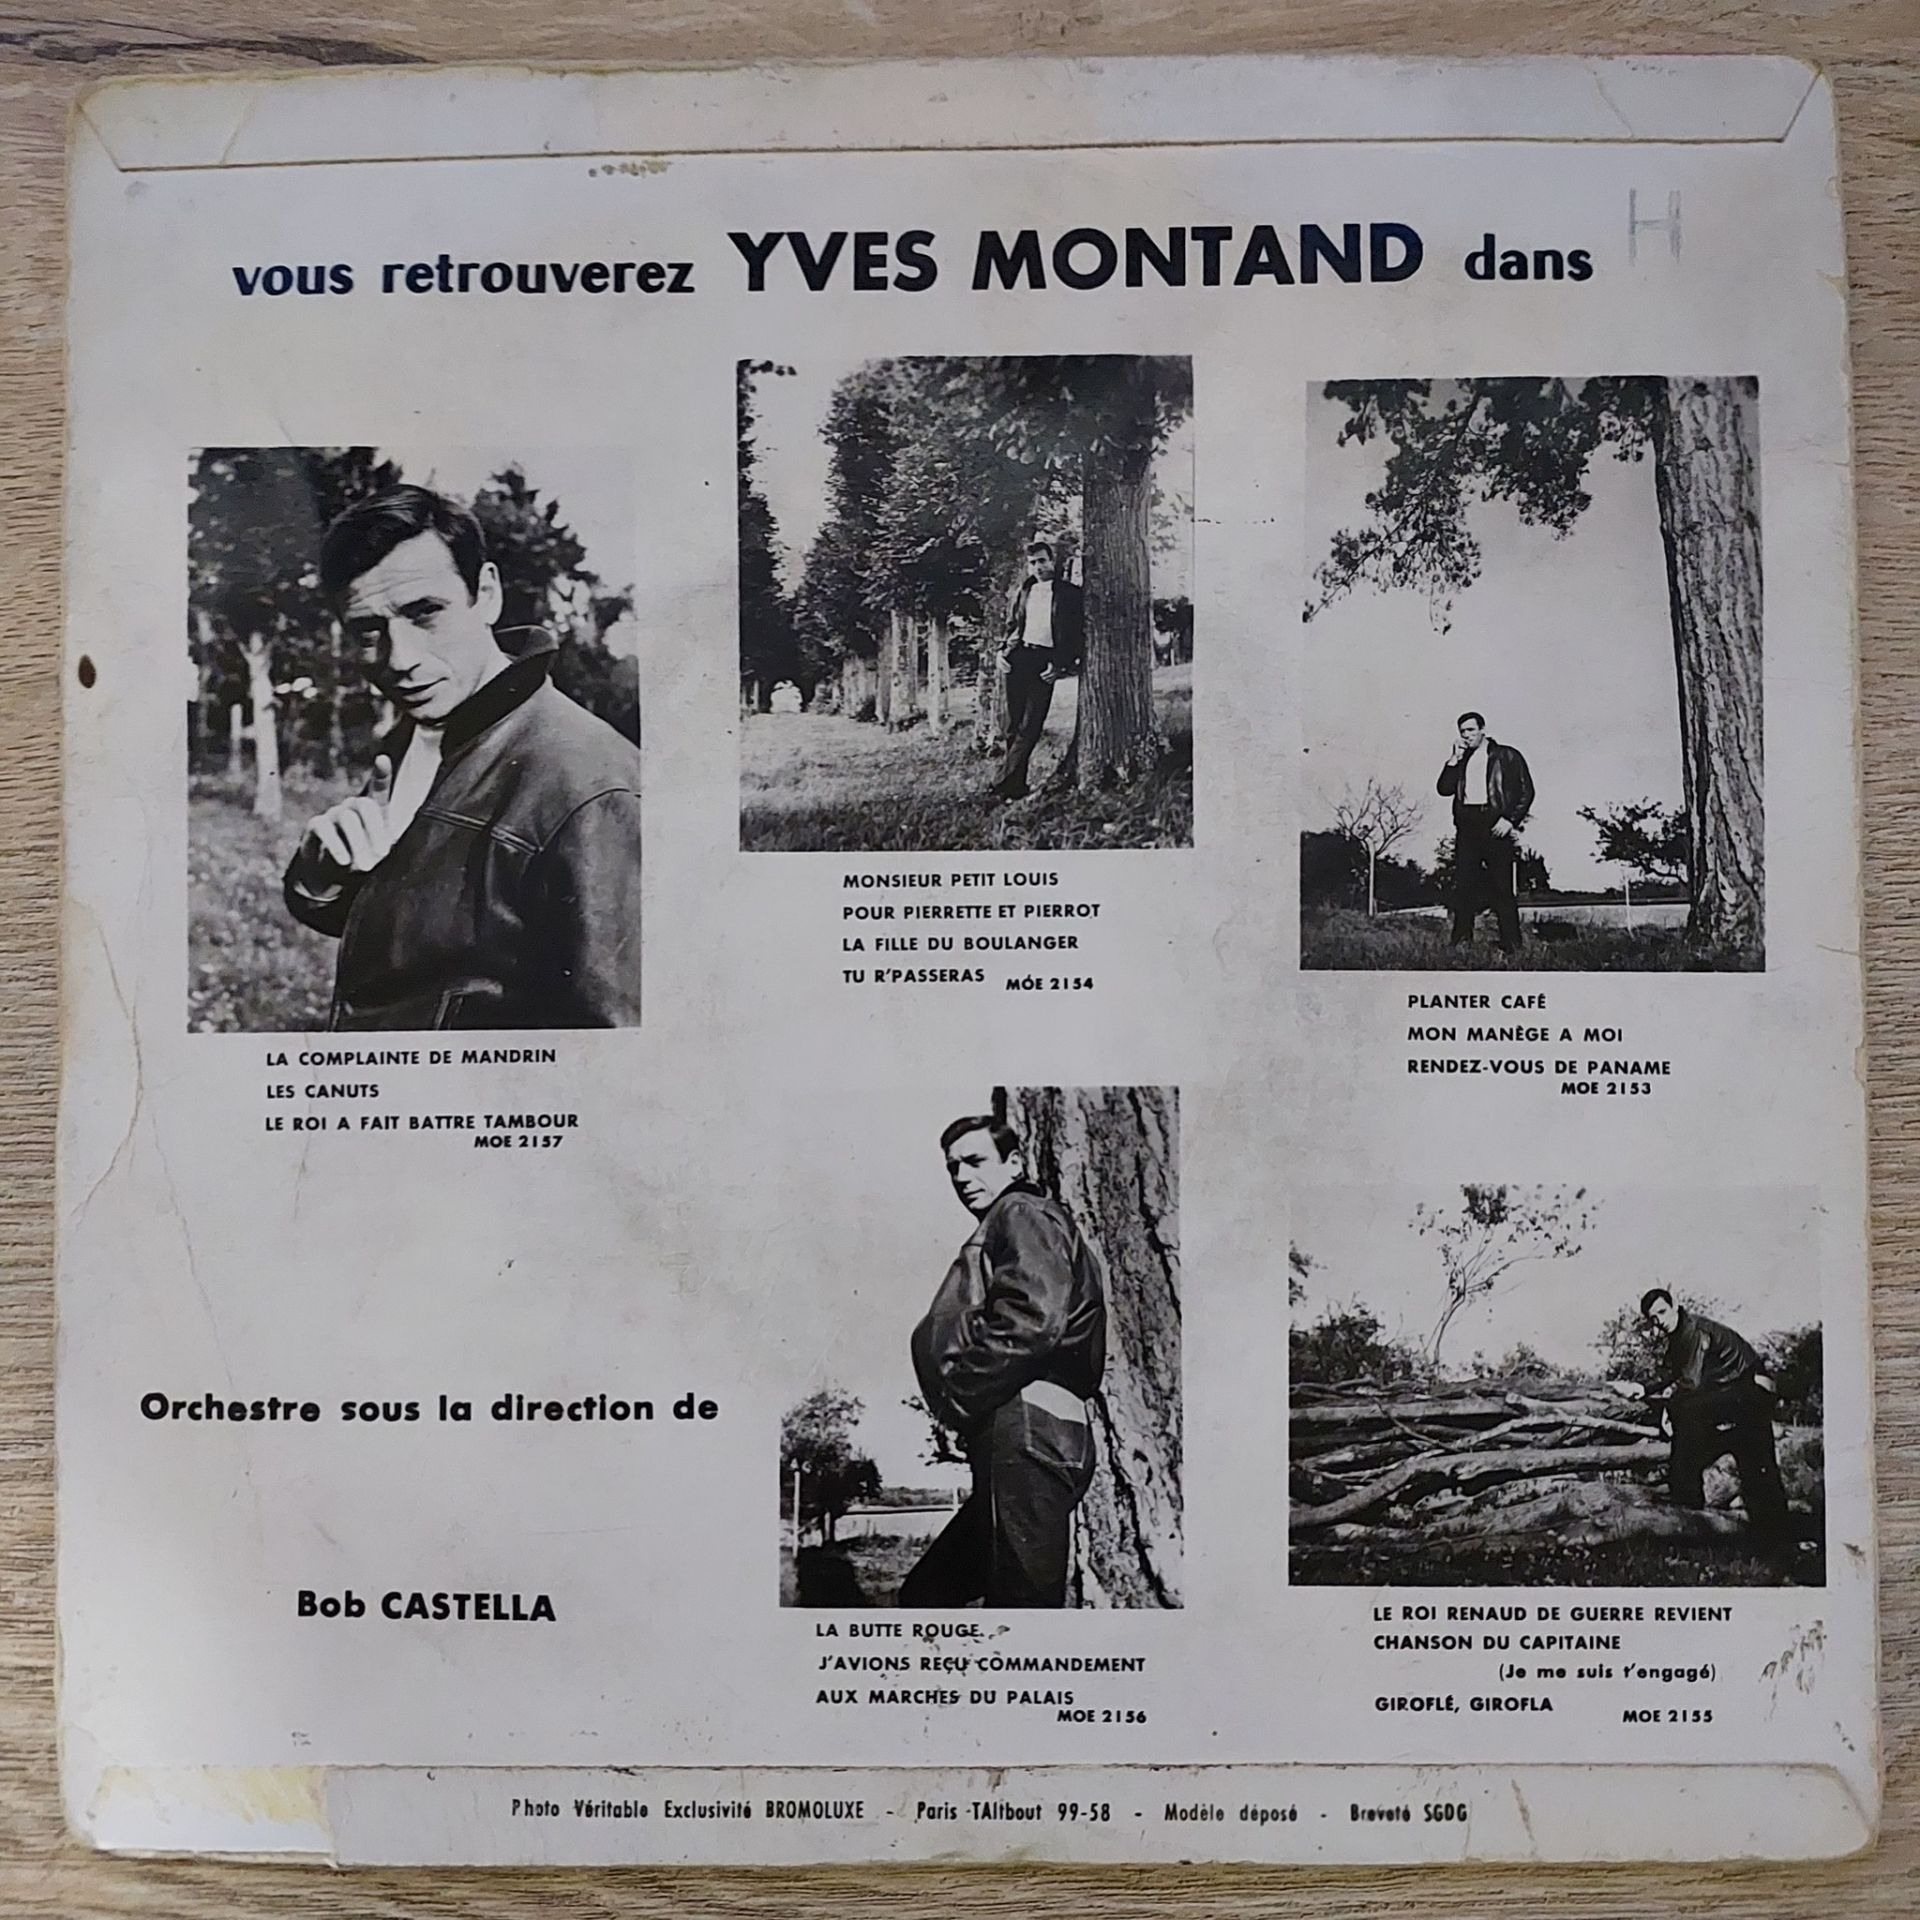 H
vous retrouverez YVES MONTAND dans
LA COMPLAINTE DE MANDRIN
LES CANUTS
LE ROI A FAIT BATTRE TAMBOUR
MOE 2157
MONSIEUR PETIT LOUIS
POUR PIERRETTE ET PIERROT
LA FILLE DU BOULANGER
TU R'PASSERAS MOE 2154
PLANTER CAFÉ
MON MANÈGE A MOI
RENDEZ-VOUS DE PANAME
MOE 2153
Orchestre sous la direction de
Bob CASTELLA
LA BUTTE ROUGE
J'AVIONS REÇU COMMANDEMENT
AUX MARCHES DU PALAIS
MOE 2156
LE ROI RENAUD DE GUERRE REVIENT
CHANSON DU CAPITAINE
(Je me suis t'engagé)
GIROFLÉ, GIROFLA MOE 2155
Photo Véritable Exclusivité BROMOLUXE - Paris -TAItbout 99-58 - Modèle déposé - Breveté SGDG